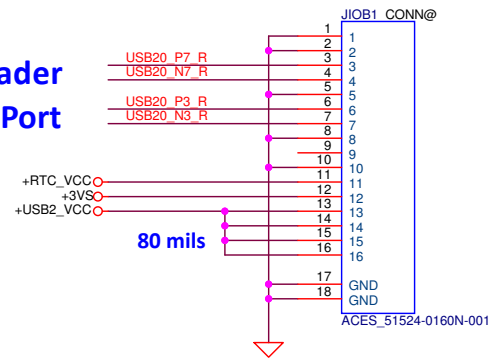 JIOB1 CONN@
1 1
2 2
USB20_P7_R 3 3
USB20_N7_R 4 4
5 5
USB20_P3_R 6 6
USB20_N3_R 7 7
8 8
9 9
10 10
+RTC_VCC 11 11
+3VS 12 12
+USB2_VCC 13 13
14 14
15 15
16 16
17 GND
18 GND
ACES_51524-0160N-001
ader
Port
80 mils